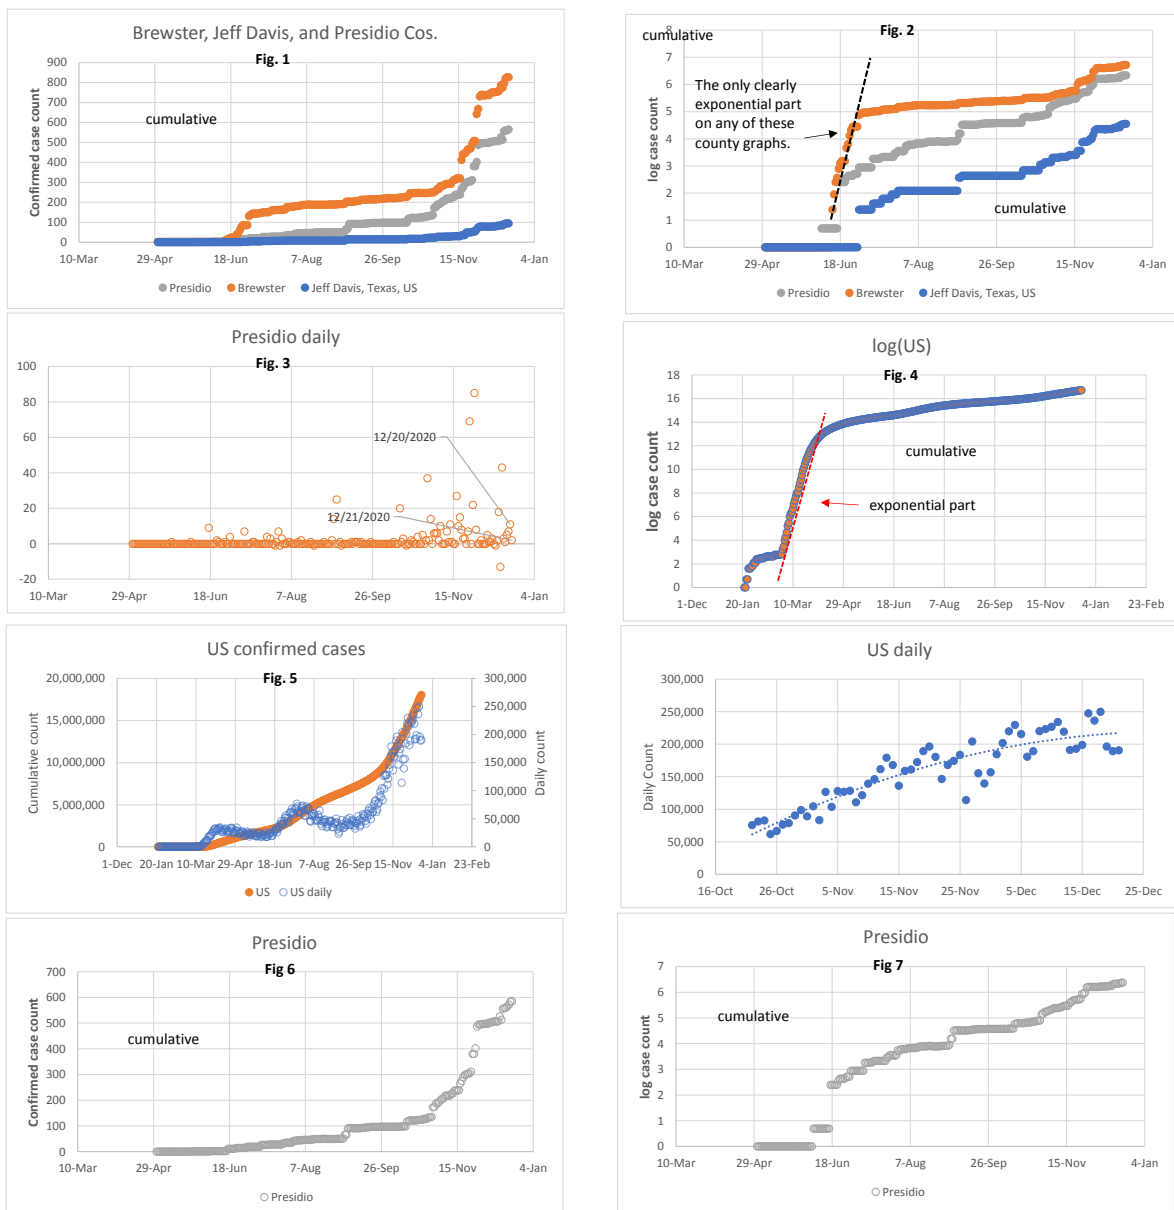 Brewster, Jeff Davis, and Presidio Cos.
Fig. 1
cumulative
Confirmed case count
900
800
700
600
500
400
300
200
100
0
10-Mar 29-Apr 18-Jun 7-Aug 26-Sep 15-Nov 4-Jan
Presidio Brewster Jeff Davis, Texas, US
cumulative
Fig. 2
The only clearly
exponential part
on any of these
county graphs.
cumulative
log case count
8
7
6
5
4
3
2
1
0
10-Mar 29-Apr 18-Jun 7-Aug 26-Sep 15-Nov 4-Jan
Presidio Brewster Jeff Davis, Texas, US
Presidio daily
Fig. 3
100
80
60
40
20
0
-20
12/20/2020
12/21/2020
10-Mar 29-Apr 18-Jun 7-Aug 26-Sep 15-Nov 4-Jan
log(US)
Fig. 4
cumulative
exponential part
log case count
18
16
14
12
10
8
6
4
2
0
1-Dec 20-Jan 10-Mar 29-Apr 18-Jun 7-Aug 26-Sep 15-Nov 4-Jan 23-Feb
US confirmed cases
Fig. 5
Cumulative count
20,000,000
15,000,000
10,000,000
5,000,000
0
300,000
250,000
200,000
150,000
100,000
50,000
0
Daily count
1-Dec 20-Jan 10-Mar 29-Apr 18-Jun 7-Aug 26-Sep 15-Nov 4-Jan 23-Feb
US US daily
US daily
Daily Count
300,000
250,000
200,000
150,000
100,000
50,000
0
16-Oct 26-Oct 5-Nov 15-Nov 25-Nov 5-Dec 15-Dec 25-Dec
Presidio
Fig 6
cumulative
Confirmed case count
700
600
500
400
300
200
100
0
10-Mar 29-Apr 18-Jun 7-Aug 26-Sep 15-Nov 4-Jan
Presidio
Presidio
Fig 7
cumulative
log case count
7
6
5
4
3
2
1
0
10-Mar 29-Apr 18-Jun 7-Aug 26-Sep 15-Nov 4-Jan
Presidio